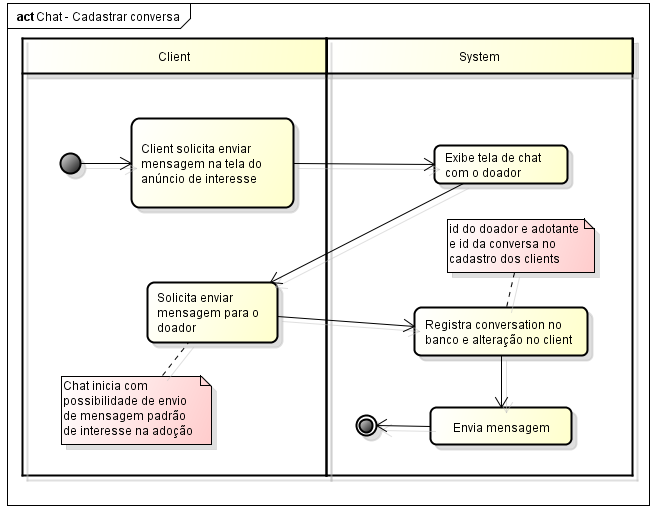 act Chat - Cadastrar conversa
Client
System
Client solicita enviar
mensagem na tela do
anúncio de interesse
Exibe tela de chat
com o doador
id do doador e adotante
e id da conversa no
cadastro dos clients
Solicita enviar
mensagem para o
doador
Registra conversation no
banco e alteração no client
Chat inicia com
possibilidade de envio
de mensagem padrão
de interesse na adoção
Envia mensagem